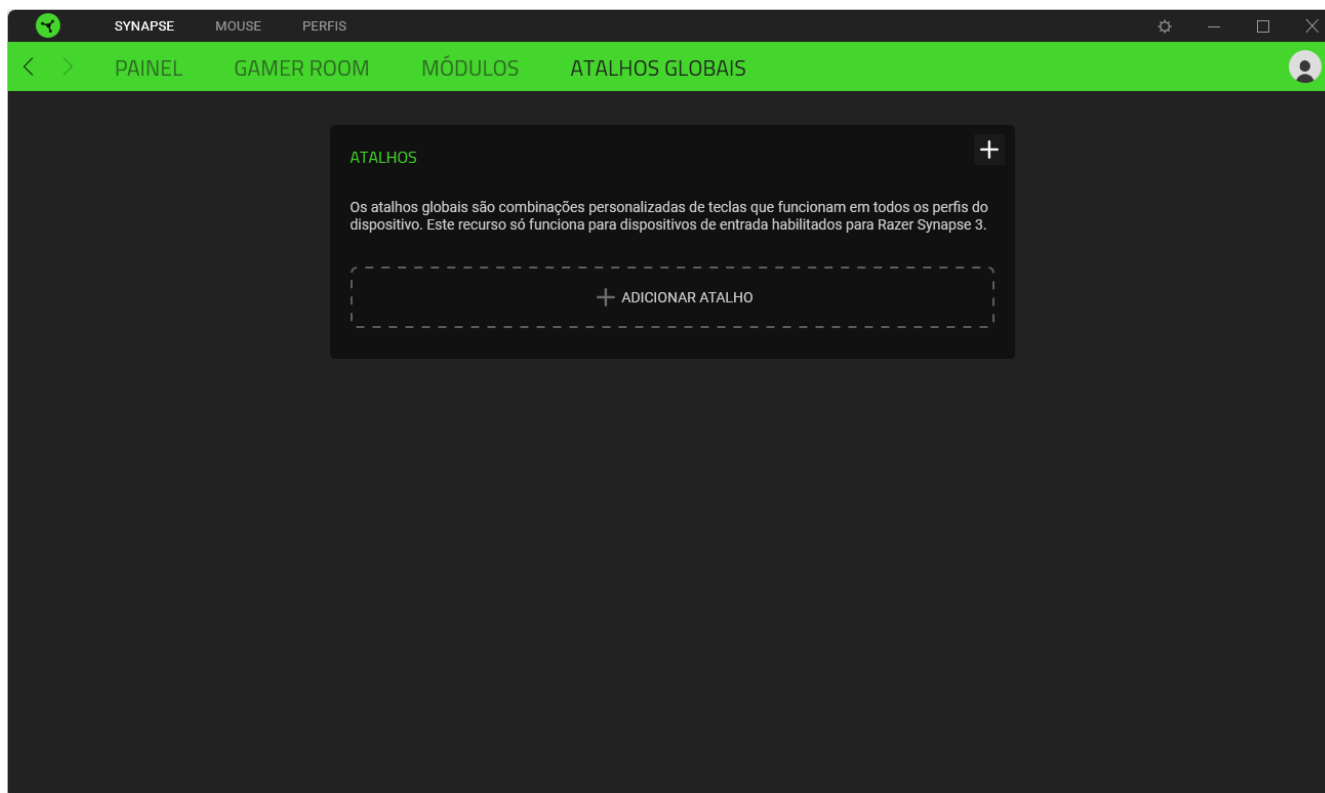 SYNAPSE MOUSE PERFIS
PAINEL GAMER ROOM MÓDULOS ATALHOS GLOBAIS
ATALHOS
Os atalhos globais são combinações personalizadas de teclas que funcionam em todos os perfis do
dispositivo. Este recurso só funciona para dispositivos de entrada habilitados para Razer Synapse 3.
ADICIONAR ATALHO